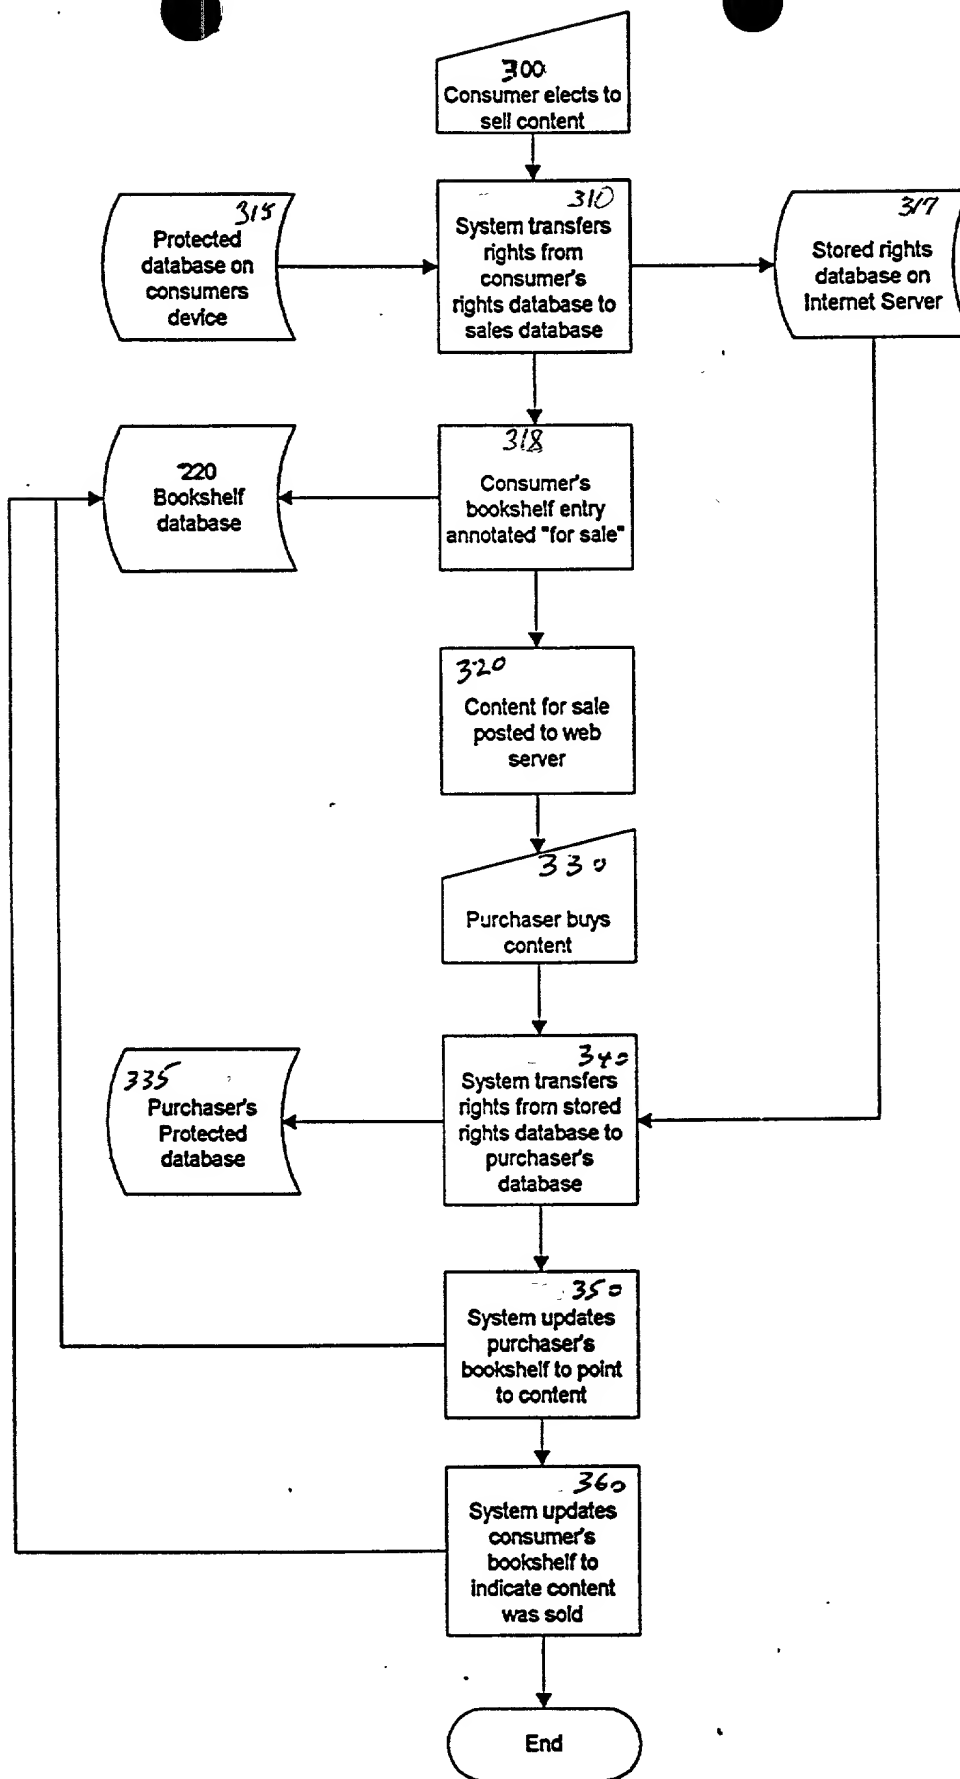 300
Consumer elects to
sell content
310
System transfers
rights from
consumer's
rights database to
sales database
315
Protected
database on
consumers
device
317
Stored rights
database on
Internet Server
318
Consumer's
bookshelf entry
annotated "for sale"
220
Bookshelf
database
320
Content for sale
posted to web
server
330
Purchaser buys
content
340
System transfers
rights from stored
rights database to
purchaser's
database
335
Purchaser's
Protected
database
350
System updates
purchaser's
bookshelf to point
to content
360
System updates
consumer's
bookshelf to
indicate content
was sold
End